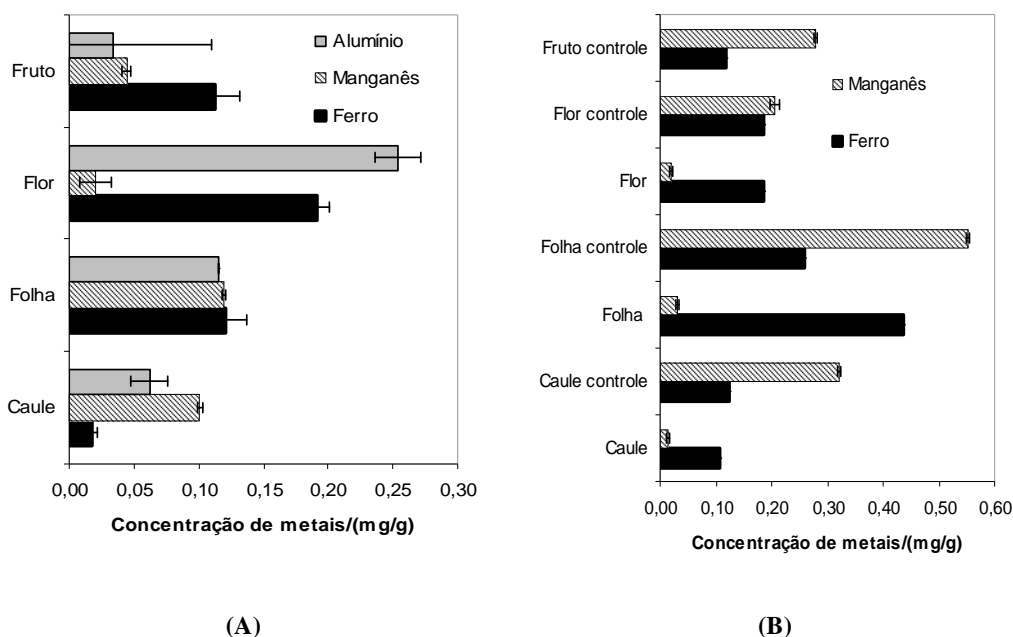 Fruto
Flor
Folha
Caule
Alumínio
Manganês
Ferro
0,00 0,05 0,10 0,15 0,20 0,25 0,30
Concentração de metais/(mg/g)
(A)
Fruto controle
Flor controle
Flor
Folha controle
Folha
Caule controle
Caule
Manganês
Ferro
0,00 0,10 0,20 0,30 0,40 0,50 0,60
Concentração de metais/(mg/g)
(B)